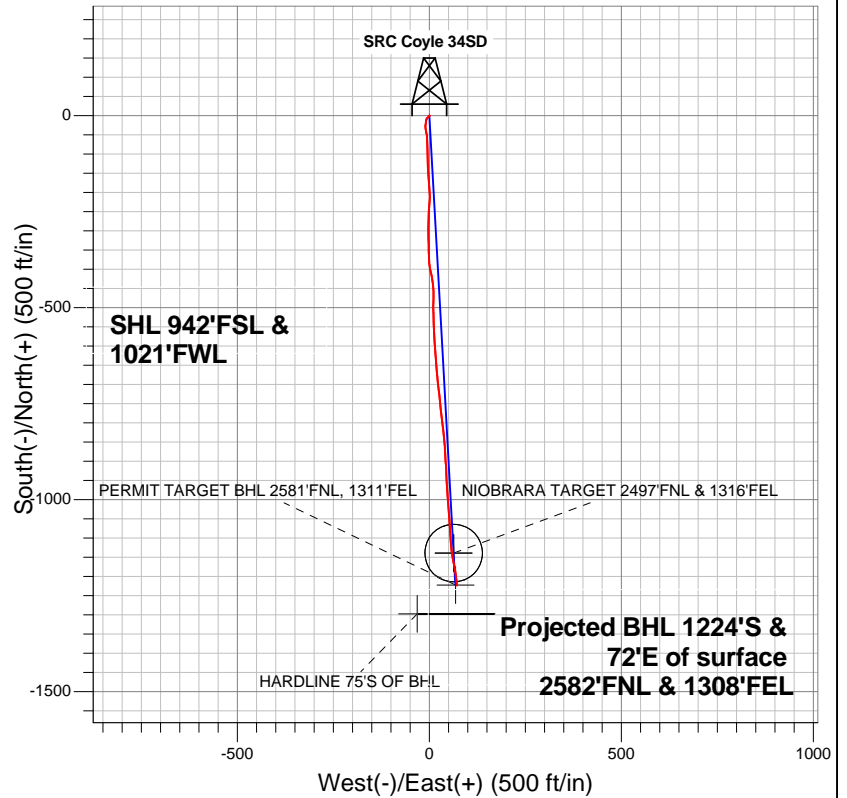 SRC Coyle 34SD
0
-500
-1000
-1500
South(-)/North(+) (500 ft/in)
SHL 942'FSL &
1021'FWL
PERMIT TARGET BHL 2581'FNL, 1311'FEL
NIOBRARA TARGET 2497'FNL & 1316'FEL
Projected BHL 1224'S &
72'E of surface
2582'FNL & 1308'FEL
HARDLINE 75'S OF BHL
-500
0
500
1000
West(-)/East(+) (500 ft/in)